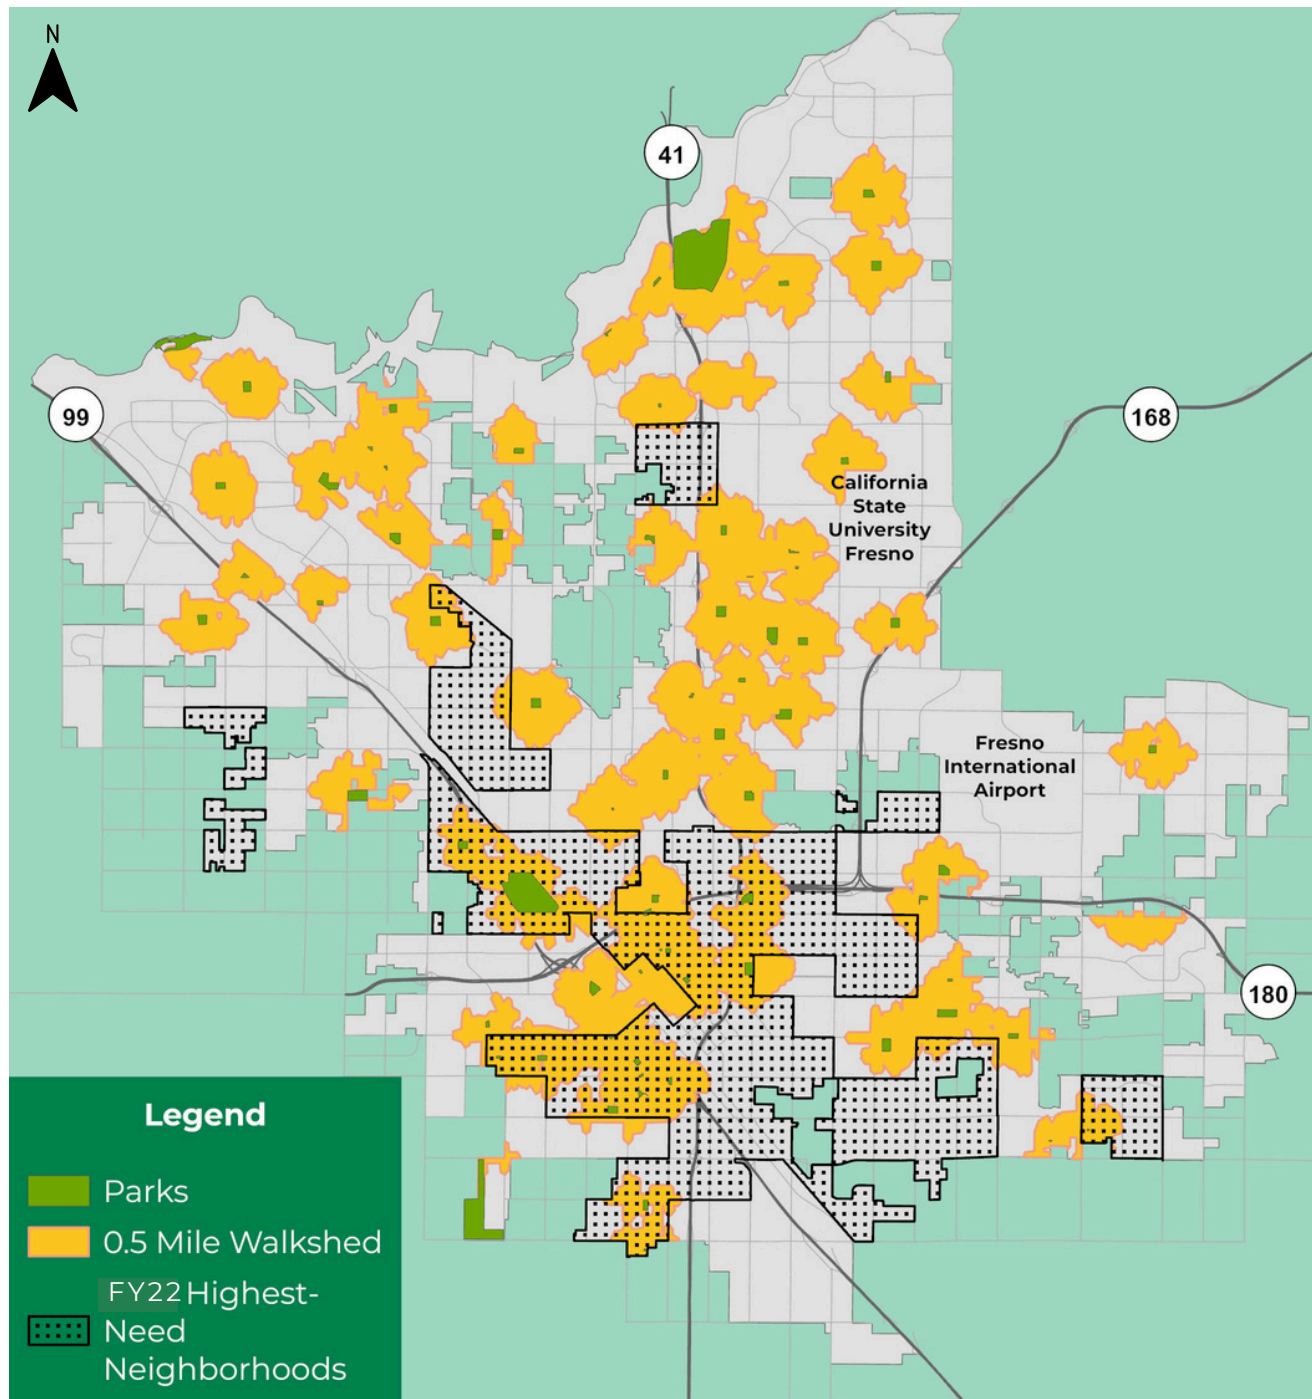 N
41
99
168
California
State
University
Fresno
Fresno
International
Airport
180
Legend
Parks
0.5 Mile Walkshed
FY22 Highest-
Need
Neighborhoods